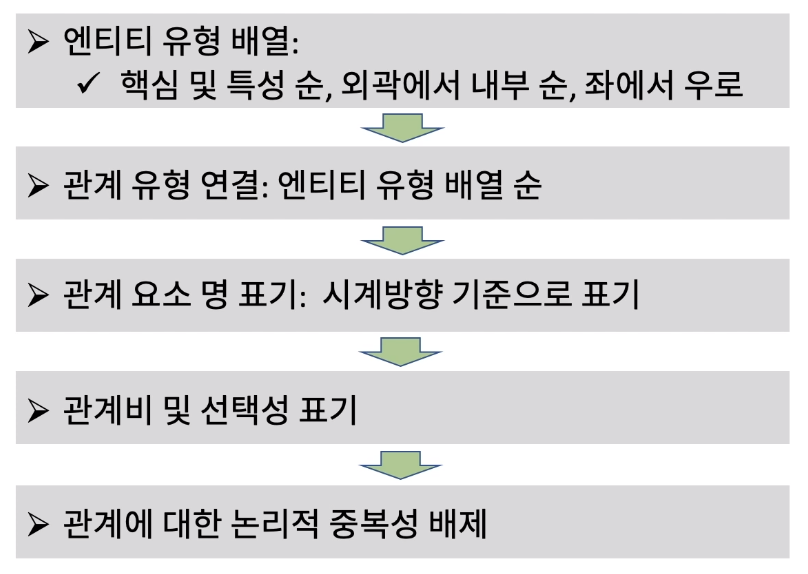 ➢ 엔티티 유형 배열:
✓ 핵심 및 특성 순, 외곽에서 내부 순, 좌에서 우로
➢ 관계 유형 연결: 엔티티 유형 배열 순
➢ 관계 요소 명 표기: 시계방향 기준으로 표기
➢ 관계비 및 선택성 표기
➢ 관계에 대한 논리적 중복성 배제